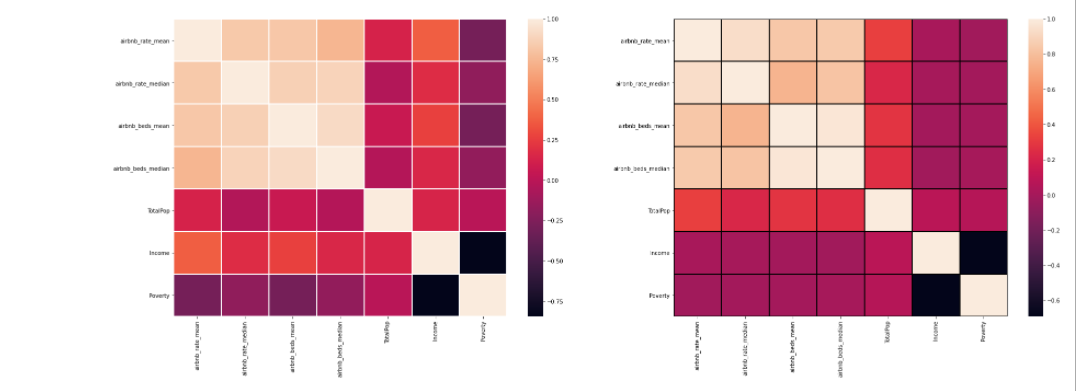 airbnb_rate_mean
airbnb_rate_median
airbnb_beds_mean
airbnb_beds_median
TotalPop
Income
Poverty
airbnb_rate_mean
airbnb_rate_median
airbnb_beds_mean
airbnb_beds_median
TotalPop
Income
Poverty
1.00
0.75
0.50
0.25
0.00
−0.25
−0.50
−0.75
airbnb_rate_mean
airbnb_rate_median
airbnb_beds_mean
airbnb_beds_median
TotalPop
Income
Poverty
airbnb_rate_mean
airbnb_rate_median
airbnb_beds_mean
airbnb_beds_median
TotalPop
Income
Poverty
1.0
0.8
0.6
0.4
0.2
0.0
−0.2
−0.4
−0.6